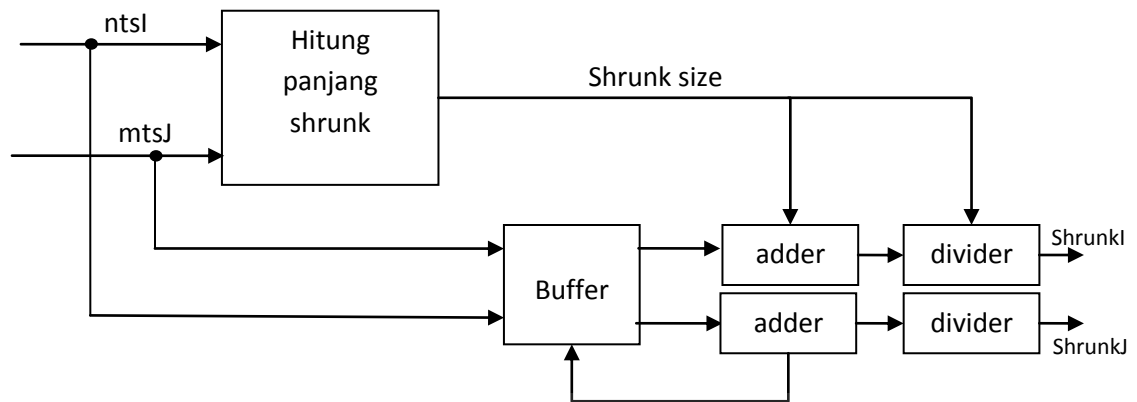 ntsI
Hitung
panjang
shrunk
Shrunk size
mtsJ
Buffer
adder
divider
ShrunkI
adder
divider
ShrunkJ